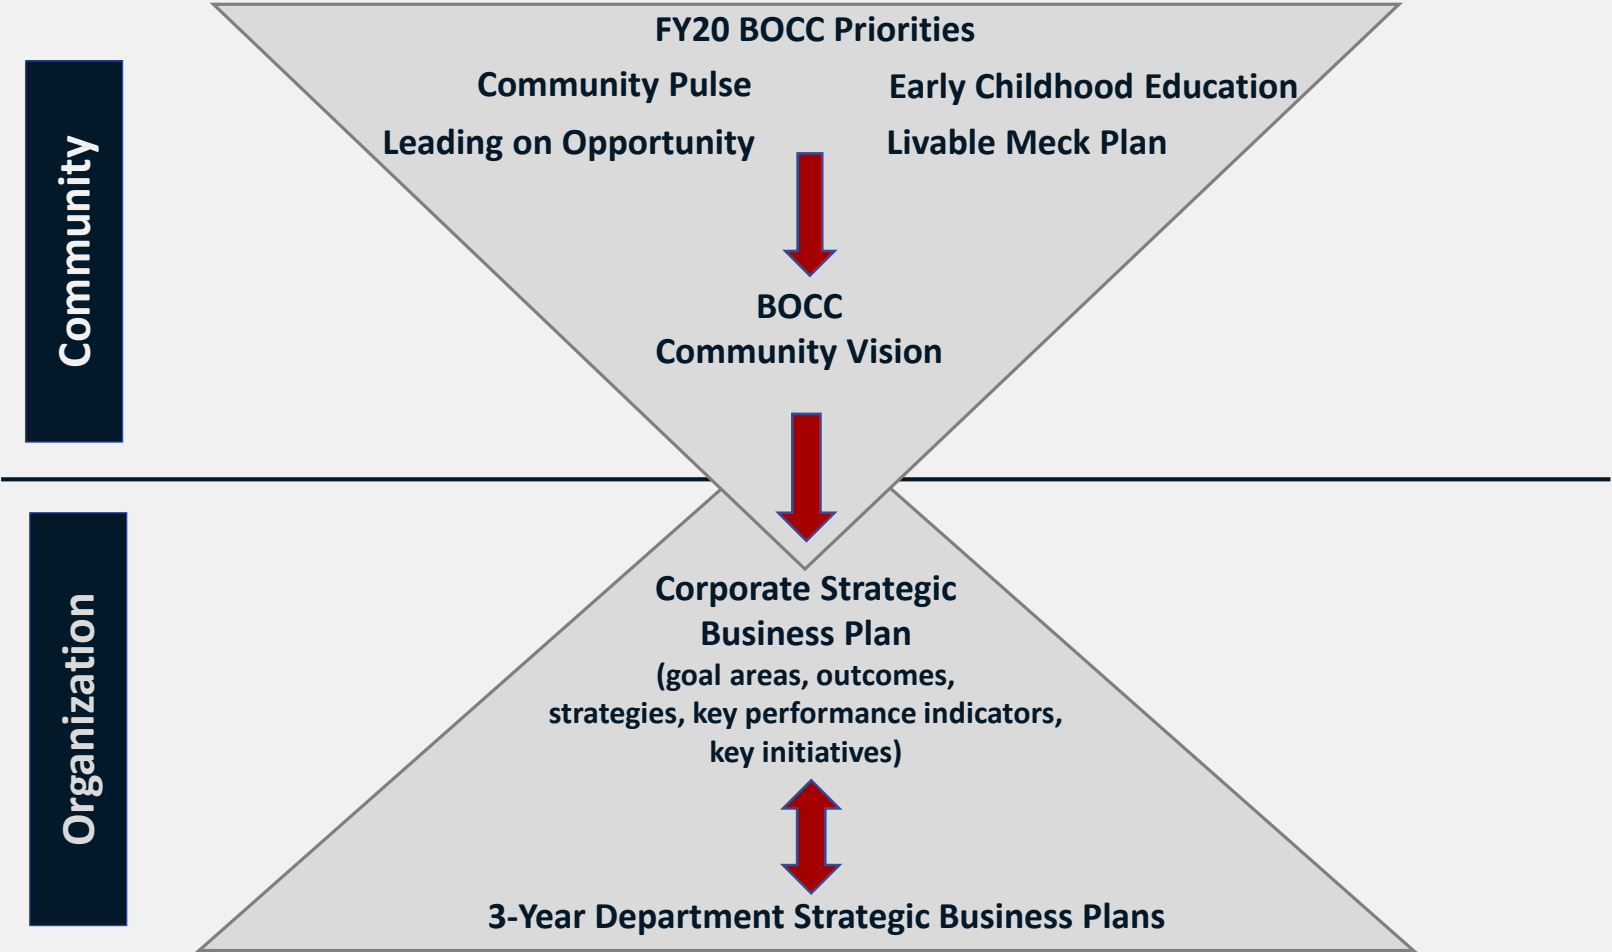 FY20 BOCC Priorities
Community Pulse
Early Childhood Education
Leading on Opportunity
Livable Meck Plan
BOCC
Community Vision
Community
Corporate Strategic
Business Plan
(goal areas, outcomes,
strategies, key performance indicators,
key initiatives)
3-Year Department Strategic Business Plans
Organization